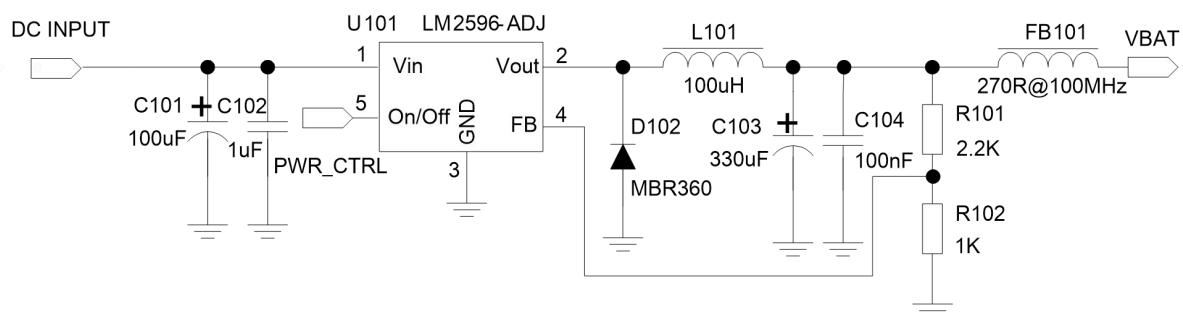 DC INPUT
U101
LM2596-ADJ
1
Vin
Vout
2
5
On/Off
GND
FB
4
3
PWR_CTRL
C101
+
100uF
C102
1uF
D102
MBR360
L101
100uH
C103
+
330uF
C104
100nF
FB101
270R@100MHz
VBAT
R101
2.2K
R102
1K